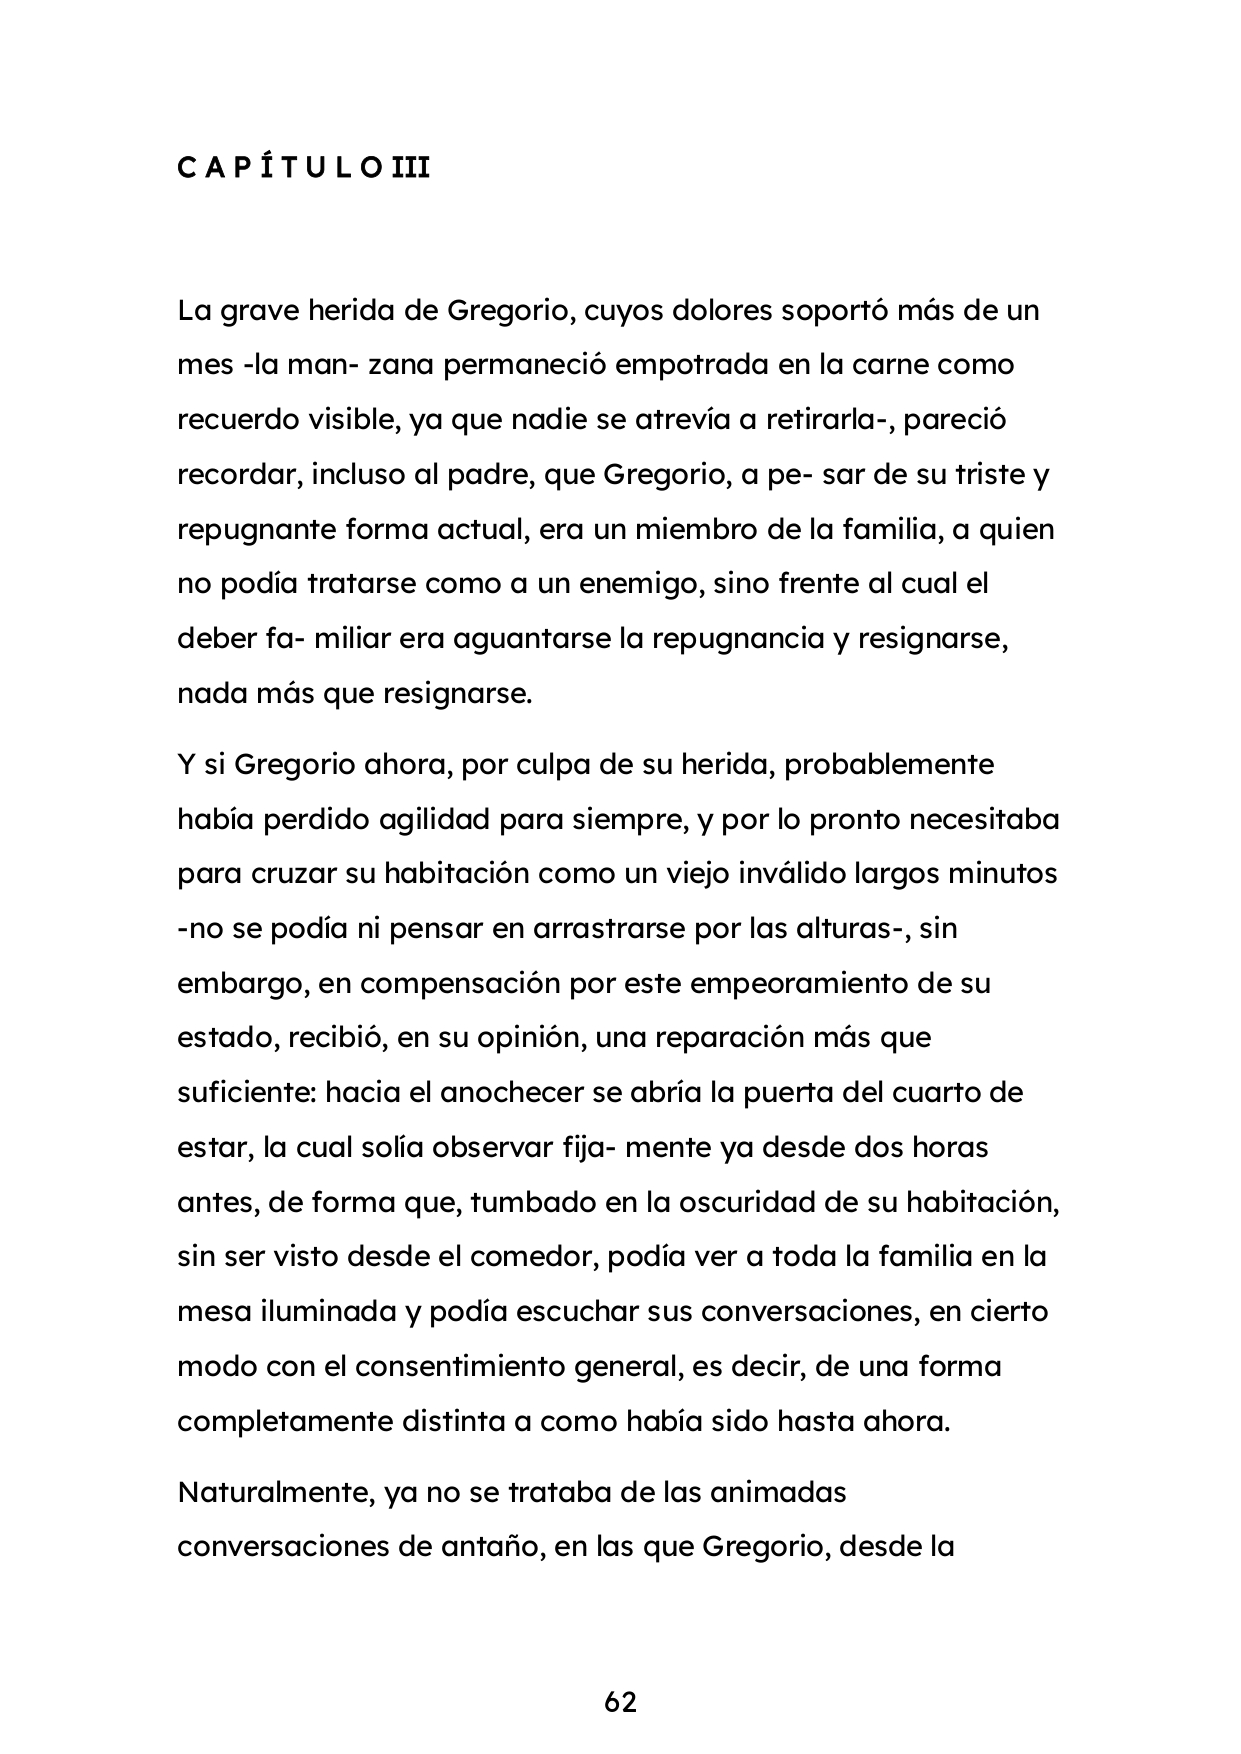 CAPÍTULO III
La grave herida de Gregorio, cuyos dolores soportó más de un
mes -la man- zana permaneció empotrada en la carne como
recuerdo visible, ya que nadie se atrevía a retirarla-, pareció
recordar, incluso al padre, que Gregorio, a pe- sar de su triste y
repugnante forma actual, era un miembro de la familia, a quien
no podía tratarse como a un enemigo, sino frente al cual el
deber fa- miliar era aguantarse la repugnancia y resignarse,
nada más que resignarse.
Y si Gregorio ahora, por culpa de su herida, probablemente
había perdido agilidad para siempre, y por lo pronto necesitaba
para cruzar su habitación como un viejo inválido largos minutos
-no se podía ni pensar en arrastrarse por las alturas-, sin
embargo, en compensación por este empeoramiento de su
estado, recibió, en su opinión, una reparación más que
suficiente: hacia el anochecer se abría la puerta del cuarto de
estar, la cual solía observar fija- mente ya desde dos horas
antes, de forma que, tumbado en la oscuridad de su habitación,
sin ser visto desde el comedor, podía ver a toda la familia en la
mesa iluminada y podía escuchar sus conversaciones, en cierto
modo con el consentimiento general, es decir, de una forma
completamente distinta a como había sido hasta ahora.
Naturalmente, ya no se trataba de las animadas
conversaciones de antaño, en las que Gregorio, desde la
62